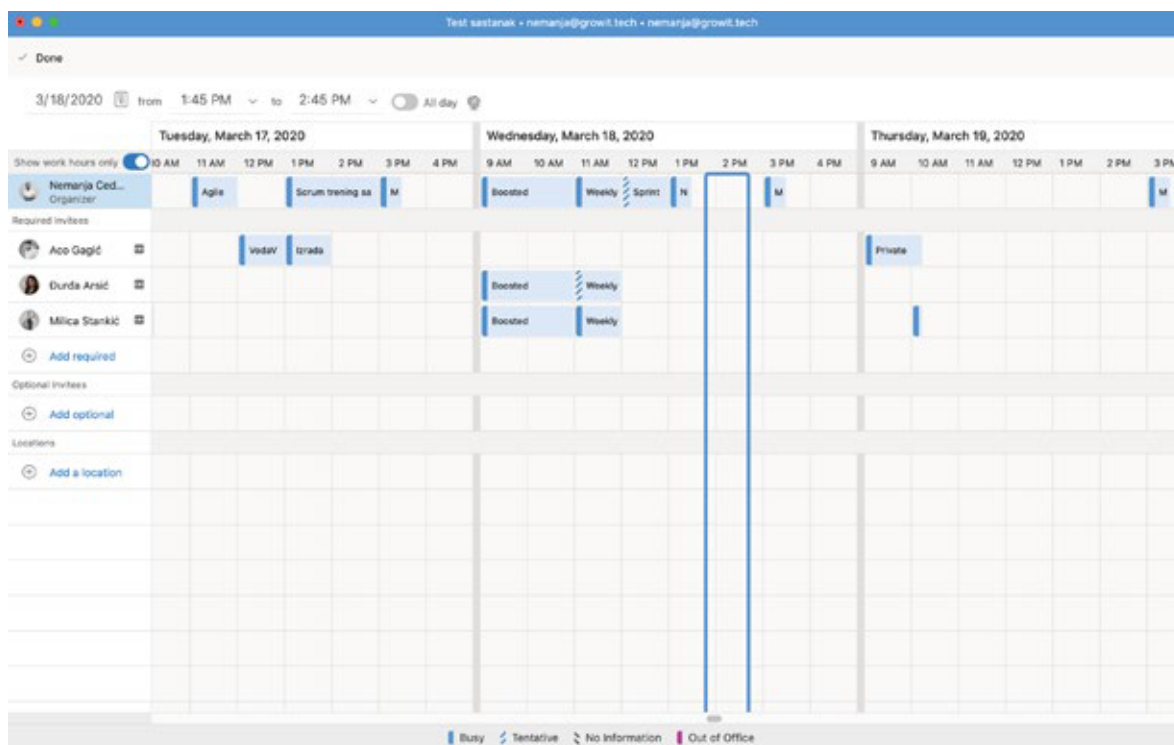 Test sastanak • nemanja@growit.tech • nemanja@growit.tech
Done
3/18/2020 from 1:45 PM to 2:45 PM All day
Tuesday, March 17, 2020 Wednesday, March 18, 2020 Thursday, March 19, 2020
Show work hours only 10 AM 11 AM 12 PM 1 PM 2 PM 3 PM 4 PM 9 AM 10 AM 11 AM 12 PM 1 PM 2 PM 3 PM 4 PM 9 AM 10 AM 11 AM 12 PM 1 PM 2 PM 3 PM
Nemanja Ced... Agile Scrum trening sa M Boosted Weekly Sprint N M M
Organizer
Required Invitees
Aco Gagić VodaV Izrada Private
Đurđa Arsić Boosted Weekly
Milica Stankić Boosted Weekly
Add required
Optional Invitees
Add optional
Locations
Add a location
Busy Tentative No Information Out of Office